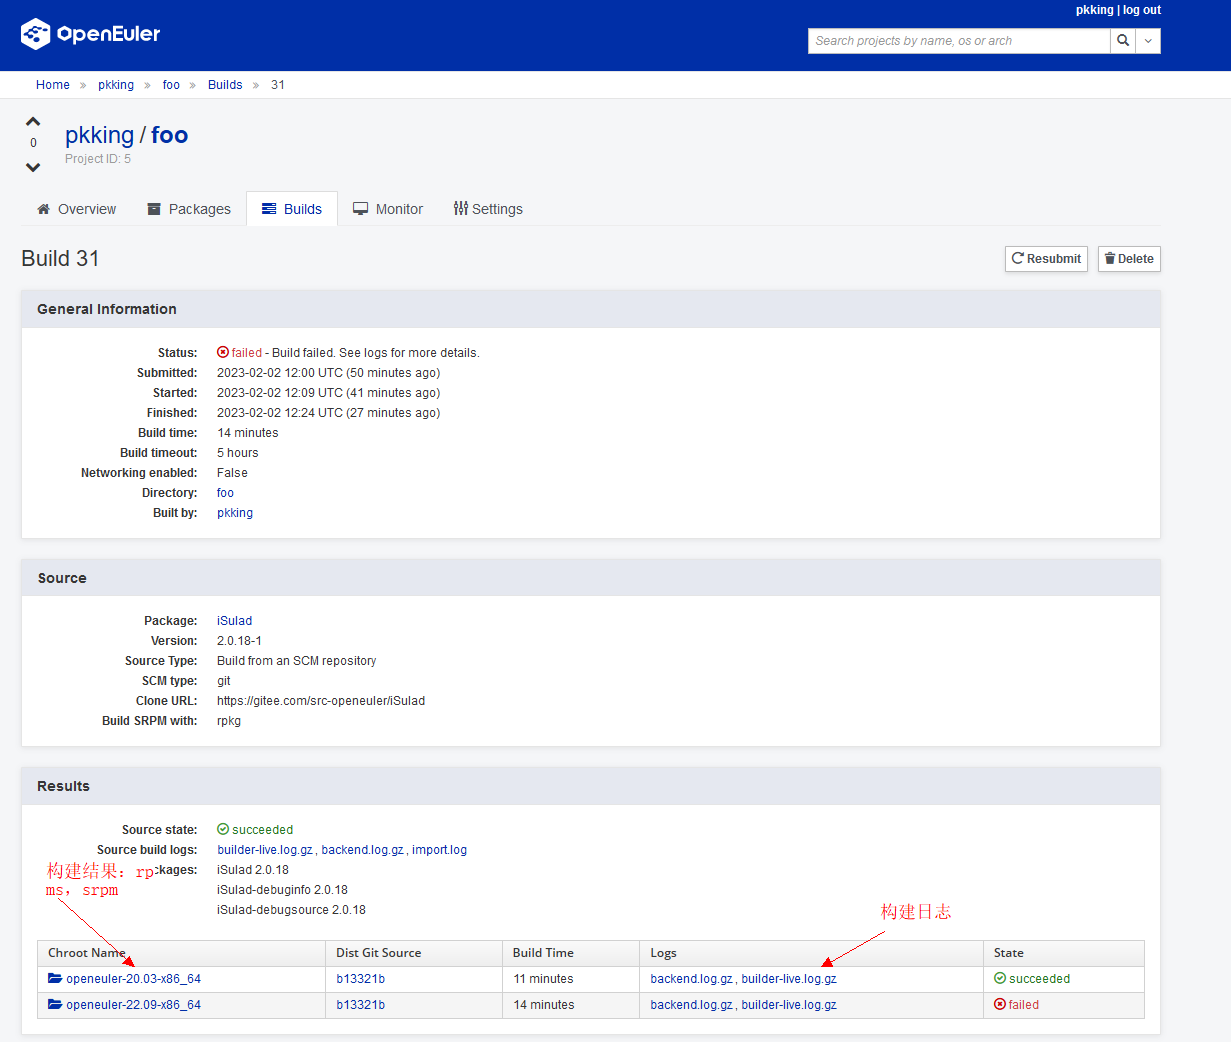 pkking | log out
OpenEuler
Search projects by name, os or arch
Home » pkking » foo » Builds » 31
0
pkking / foo
Project ID: 5
Overview Packages Builds Monitor Settings
Build 31
Resubmit Delete
General Information
Status: failed - Build failed. See logs for more details.
Submitted: 2023-02-02 12:00 UTC (50 minutes ago)
Started: 2023-02-02 12:09 UTC (41 minutes ago)
Finished: 2023-02-02 12:24 UTC (27 minutes ago)
Build time: 14 minutes
Build timeout: 5 hours
Networking enabled: False
Directory: foo
Built by: pkking
Source
Package: iSulad
Version: 2.0.18-1
Source Type: Build from an SCM repository
SCM type: git
Clone URL: https://gitee.com/src-openeuler/iSulad
Build SRPM with: rpkg
Results
Source state: succeeded
Source build logs: builder-live.log.gz , backend.log.gz , import.log
构建结果：rp
ms，srpm
ckages: iSulad 2.0.18
iSulad-debuginfo 2.0.18
iSulad-debugsource 2.0.18
构建日志
Chroot Name Dist Git Source Build Time Logs State
openeuler-20.03-x86_64 b13321b 11 minutes backend.log.gz , builder-live.log.gz succeeded
openeuler-22.09-x86_64 b13321b 14 minutes backend.log.gz , builder-live.log.gz failed